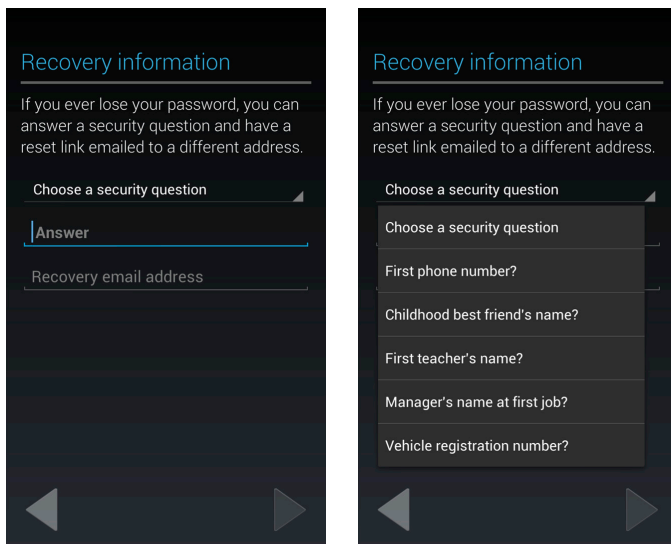 Recovery information
If you ever lose your password, you can
answer a security question and have a
reset link emailed to a different address.
Choose a security question
Answer
Recovery email address
Recovery information
If you ever lose your password, you can
answer a security question and have a
reset link emailed to a different address.
Choose a security question
Choose a security question
First phone number?
Childhood best friend's name?
First teacher's name?
Manager's name at first job?
Vehicle registration number?